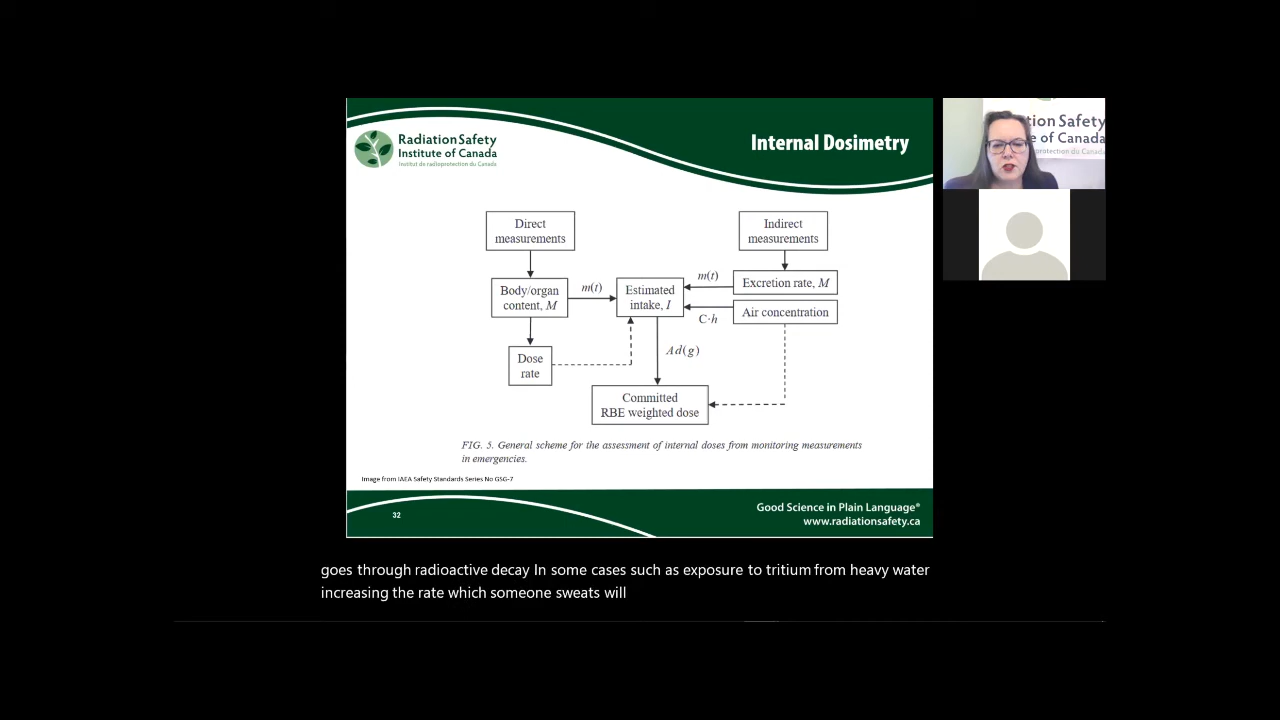 RadiationSafety
Institute of Canada
Institut de radioprotection du Canada
Internal Dosimetry
Direct
measurements
Indirect
measurements
Body/organ
content, M
m(t)
Estimated
intake, I
m(t)
Excretion rate, M
C·h
Air concentration
Dose
rate
Ad(g)
Committed
RBE weighted dose
FIG. 5. General scheme for the assessment of internal doses from monitoring measurements
in emergencies.
Image from IAEA Safety Standards Series No GSG-7
32
Good Science in Plain Language®
www.radiationsafety.ca
tion Safety
e of Canada
protection du Canada
goes through radioactive decay In some cases such as exposure to tritium from heavy water
increasing the rate which someone sweats will